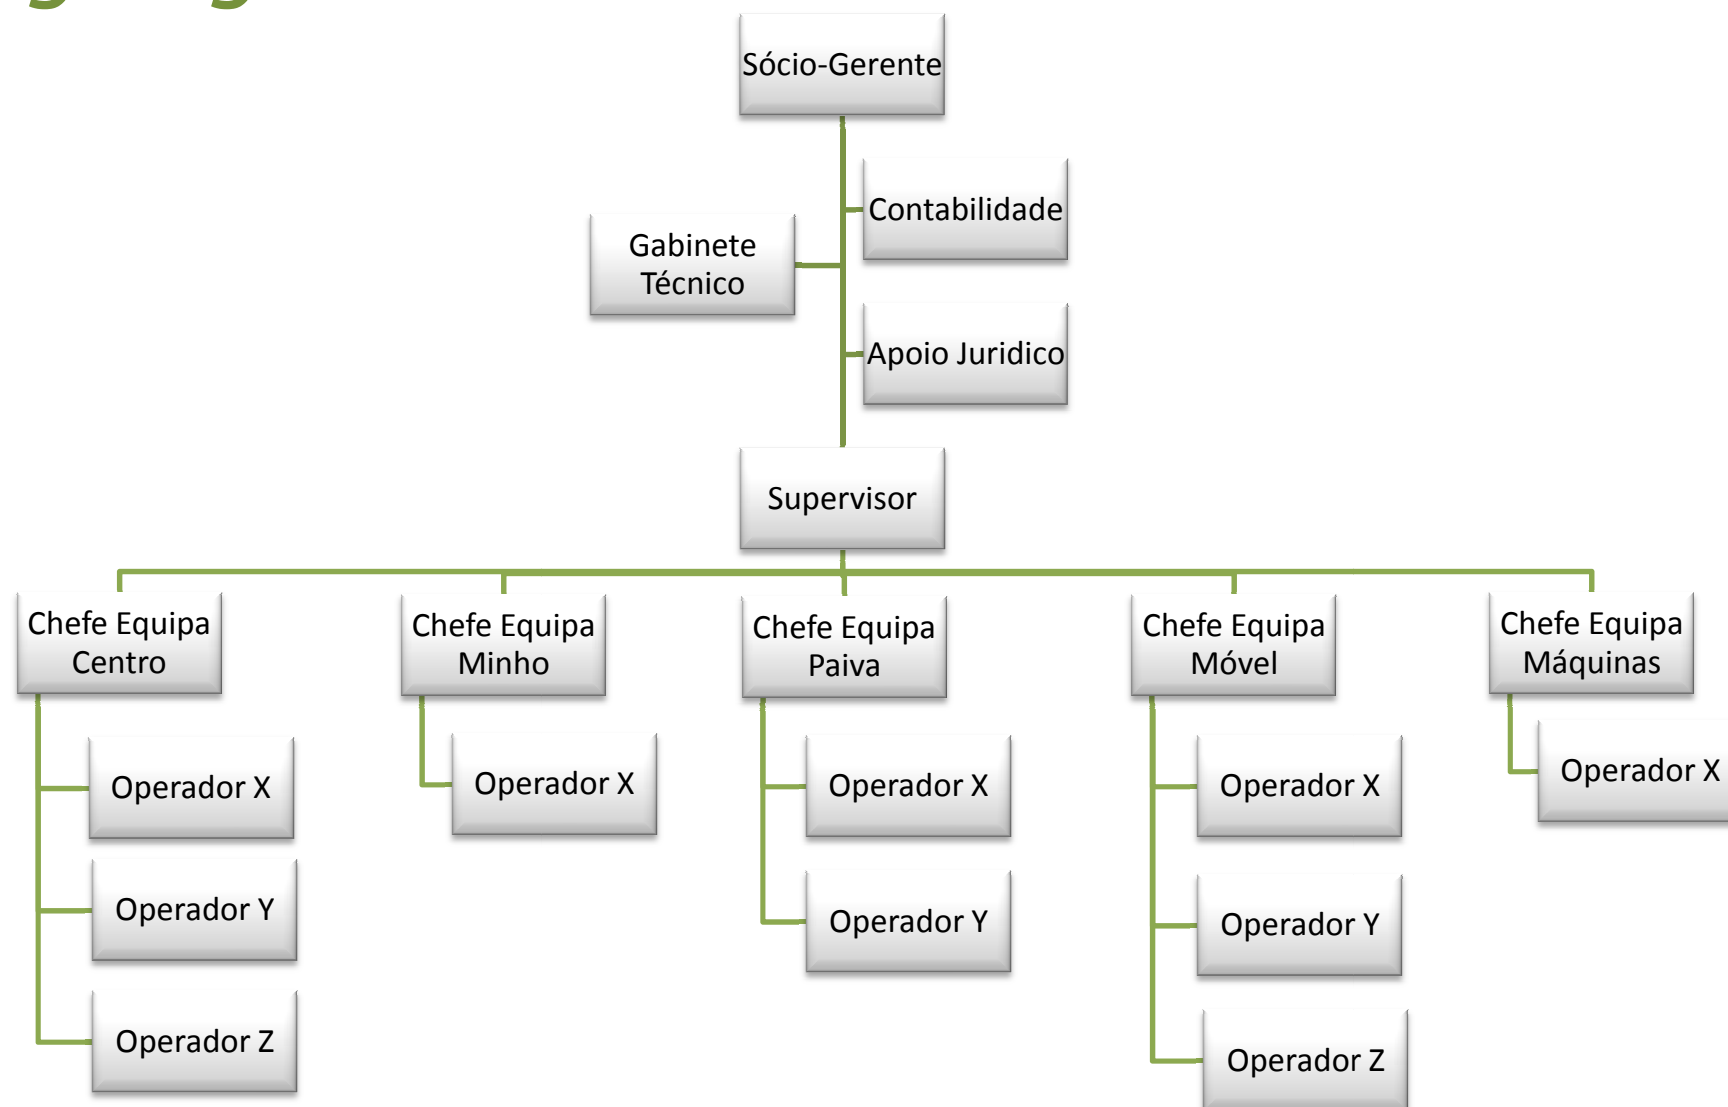 Sócio-Gerente
Contabilidade
Gabinete
Técnico
Apoio Juridico
Supervisor
Chefe Equipa
Centro
Chefe Equipa
Minho
Chefe Equipa
Paiva
Chefe Equipa
Móvel
Chefe Equipa
Máquinas
Operador X
Operador Y
Operador Z
Operador X
Operador X
Operador Y
Operador X
Operador Y
Operador Z
Operador X